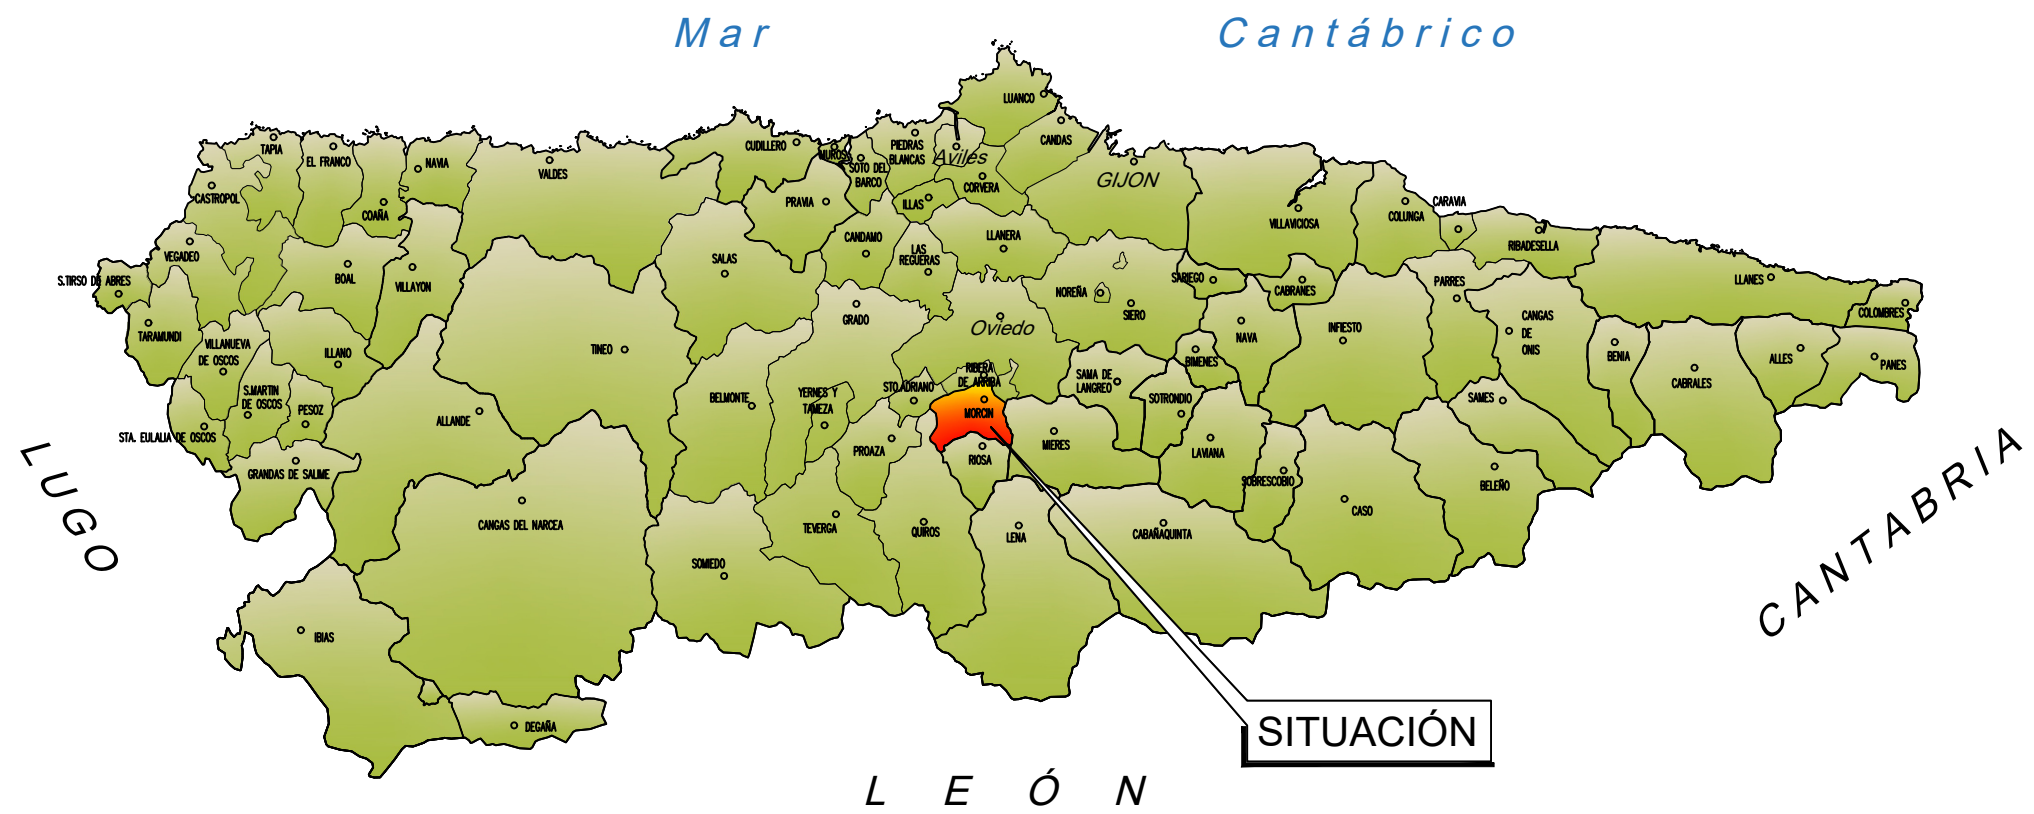 Mar Cantábrico
LUANCO
CANDAS
TAPIA
EL FRANCO
NAVIA
CUDILLERO
MUROS
PIEDRAS
BLANCAS
Aviles
SOTO DEL
BARCO
VALDES
CORVERA
GIJON
CASTROPOL
COAÑA
PRAVIA
ILLAS
VILLAVICIOSA
COLUNGA
CARAVIA
RIBADESELLA
VEGADEO
CANDAMO
LAS
REGUERAS
LLANERA
S.TIRSO DE ABRES
BOAL
VILLAYON
SALAS
NOREÑA
SIERO
SARIEGO
CABRANES
PARRES
LLANES
COLOMBRES
TARAMUNDI
VILLANUEVA
DE OSCOS
ILLANO
TINEO
GRADO
Oviedo
NAVA
INFIESTO
CANGAS
DE
ONIS
BENIA
CABRALES
ALLES
PANES
BIMENES
RIBERA
DE ARRIBA
STO.ADRIANO
SAMA DE
LANGREO
SOTRONDIO
SAMES
S.MARTIN
DE OSCOS
PESOZ
ALLANDE
BELMONTE
YERNES Y
TAMEZA
MORCIN
STA. EULALIA DE OSCOS
PROAZA
RIOSA
MIERES
LAVIANA
GRANDAS DE SALIME
SOBRESCOBIO
BELEÑO
CASO
CANGAS DEL NARCEA
TEVERGA
QUIROS
LENA
CABAÑAQUINTA
SOMIEDO
IBIAS
DEGAÑA
LUGO
CANTABRIA
SITUACIÓN
LEÓN